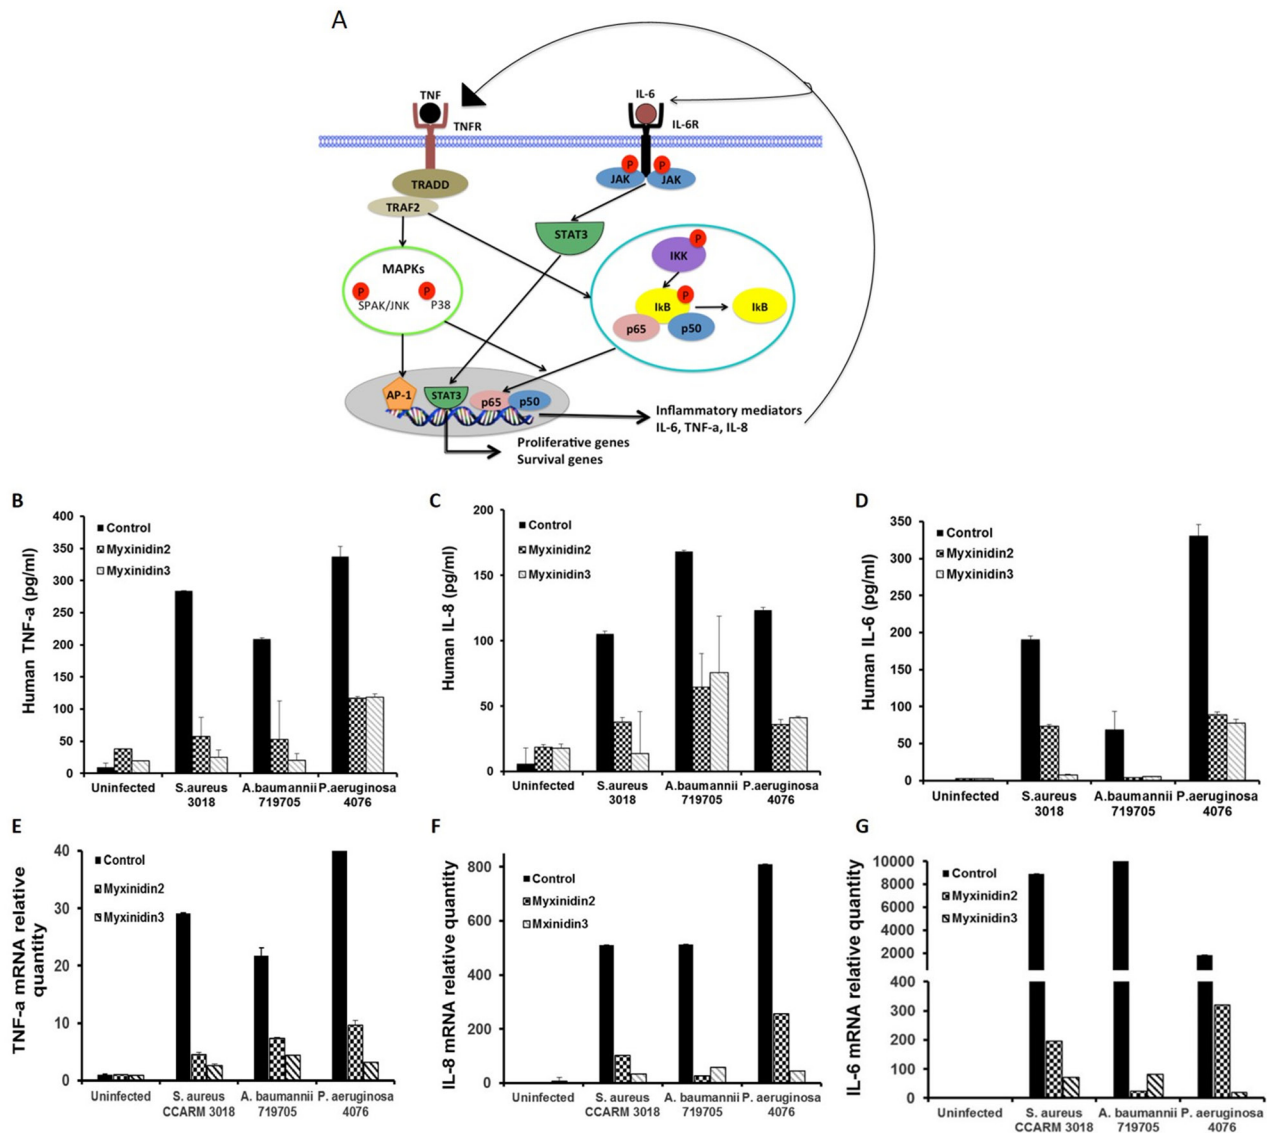 A
TNF
TNFR
IL-6
IL-6R
P
P
JAK
JAK
TRADD
TRAF2
STAT3
MAPKs
P
P
SPAK/JNK
P38
P
IKK
P
IkB
IkB
p65
p50
AP-1
STAT3
p65
p50
Inflammatory mediators
IL-6, TNF-a, IL-8
Proliferative genes
Survival genes
B
Human TNF-a (pg/ml)
400
350
300
250
200
150
100
50
0
Control
Myxinidin2
Myxinidin3
Uninfected
S.aureus
3018
A.baumannii
719705
P.aeruginosa
4076
C
Human IL-8 (pg/ml)
200
150
100
50
0
Control
Myxinidin2
Myxinidin3
Uninfected
S.aureus
3018
A.baumannii
719705
P.aeruginosa
4076
D
Human IL-6 (pg/ml)
350
300
250
200
150
100
50
0
Control
Myxinidin2
Myxinidin3
Uninfected
S.aureus
3018
A.baumannii
719705
P.aeruginosa
4076
E
TNF-a mRNA relative
quantity
40
30
20
10
0
Control
Myxinidin2
Myxinidin3
Uninfected
S. aureus
CCARM 3018
A. baumannii
719705
P. aeruginosa
4076
F
IL-8 mRNA relative quantity
800
600
400
200
0
Control
Myxinidin2
Mxinidin3
Uninfected
S. aureus
CCARM 3018
A. baumannii
719705
P. aeruginosa
4076
G
IL-6 mRNA relative quantity
10000
8000
6000
4000
2000
400
300
200
100
0
Control
Myxinidin2
Myxinidin3
Uninfected
S. aureus
CCARM 3018
A. baumannii
719705
P. aeruginosa
4076